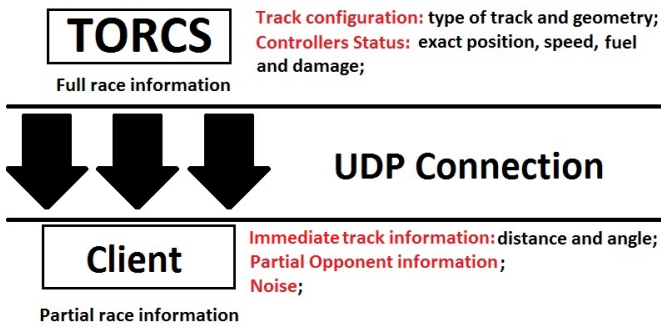 TORCS
Full race information
Track configuration: type of track and geometry;
Controllers Status: exact position, speed, fuel
and damage;
UDP Connection
Client
Partial race information
Immediate track information: distance and angle;
Partial Opponent information;
Noise;